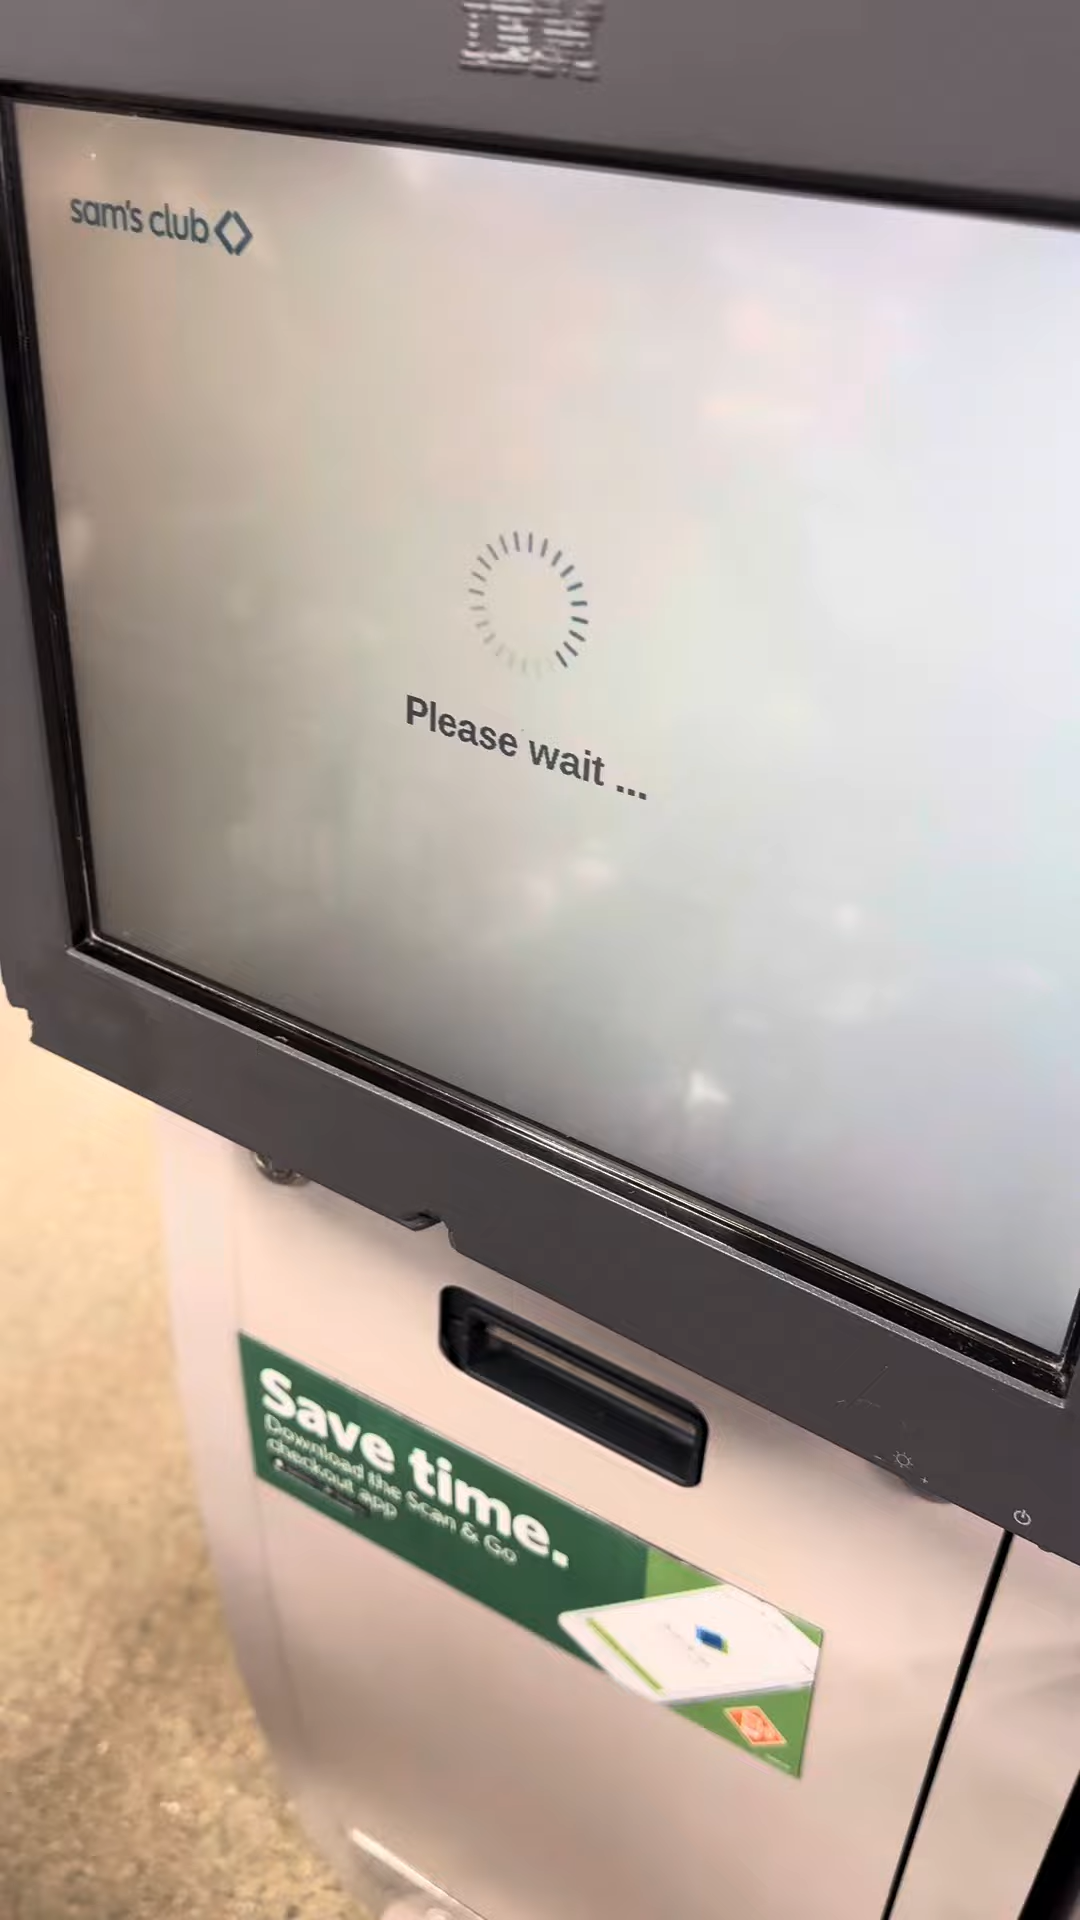 IBM
sam's club
Please wait ...
Save time.
Download the Scan & Go
checkout app